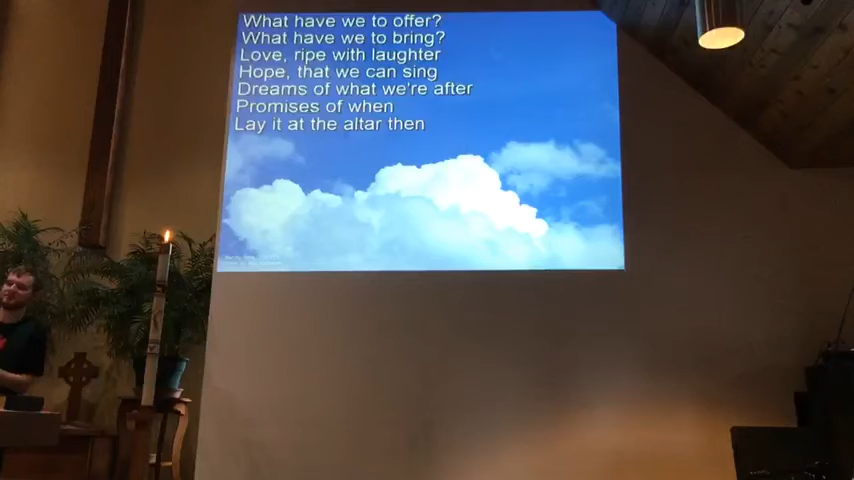 What have we to offer?
What have we to bring?
Love, ripe with laughter
Hope, that we can sing
Dreams of what we're after
Promises of when
Lay it at the altar then